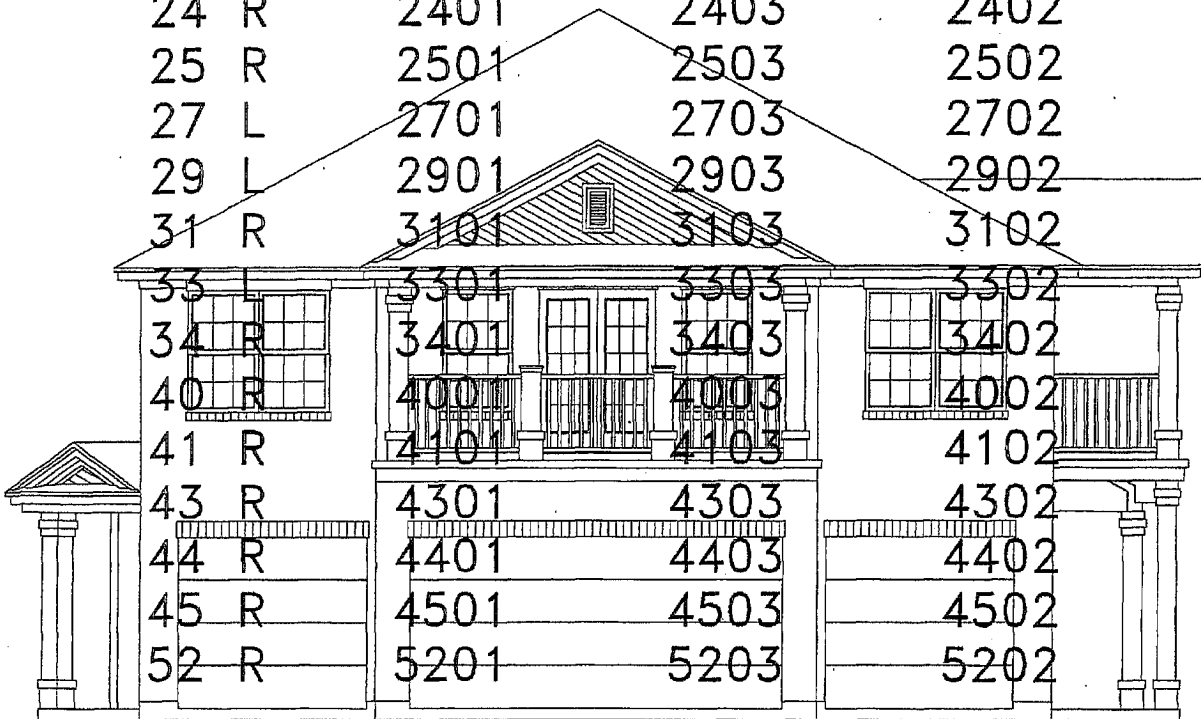 24 R 2401 2403 2402
25 R 2501 2503 2502
27 L 2701 2703 2702
29 L 2901 2903 2902
31 R 3101 3103 3102
33 L 3301 3303 3302
34 R 3401 3403 3402
40 R 4001 4003 4002
41 R 4101 4103 4102
43 R 4301 4303 4302
44 R 4401 4403 4402
45 R 4501 4503 4502
52 R 5201 5203 5202